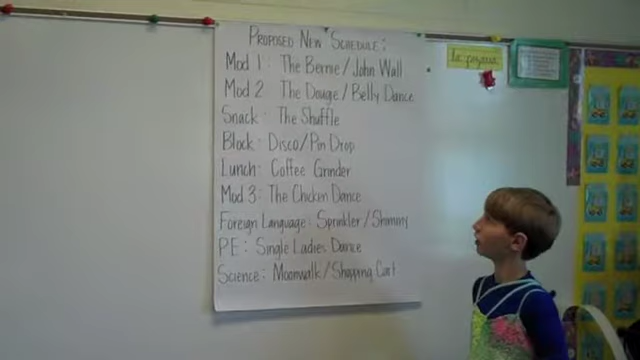 PROPOSED NEW SCHEDULE:
Mod 1: The Bernie/John Wall
Mod 2: The Dougie/Belly Dance
Snack: The Shuffle
Block: Disco/Pin Drop
Lunch: Coffee Grinder
Mod 3: The Chicken Dance
Foreign Language: Sprinkler/Shimmy
PE: Single Ladies Dance
Science: Moonwalk/Shopping Cart